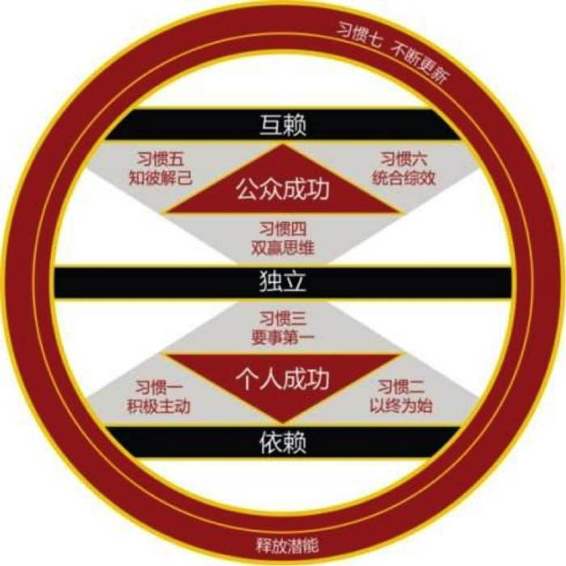 习惯七 不断更新
互赖
习惯五
知彼解己
习惯六
统合综效
公众成功
习惯四
双赢思维
独立
习惯三
要事第一
个人成功
习惯一
积极主动
习惯二
以终为始
依赖
释放潜能